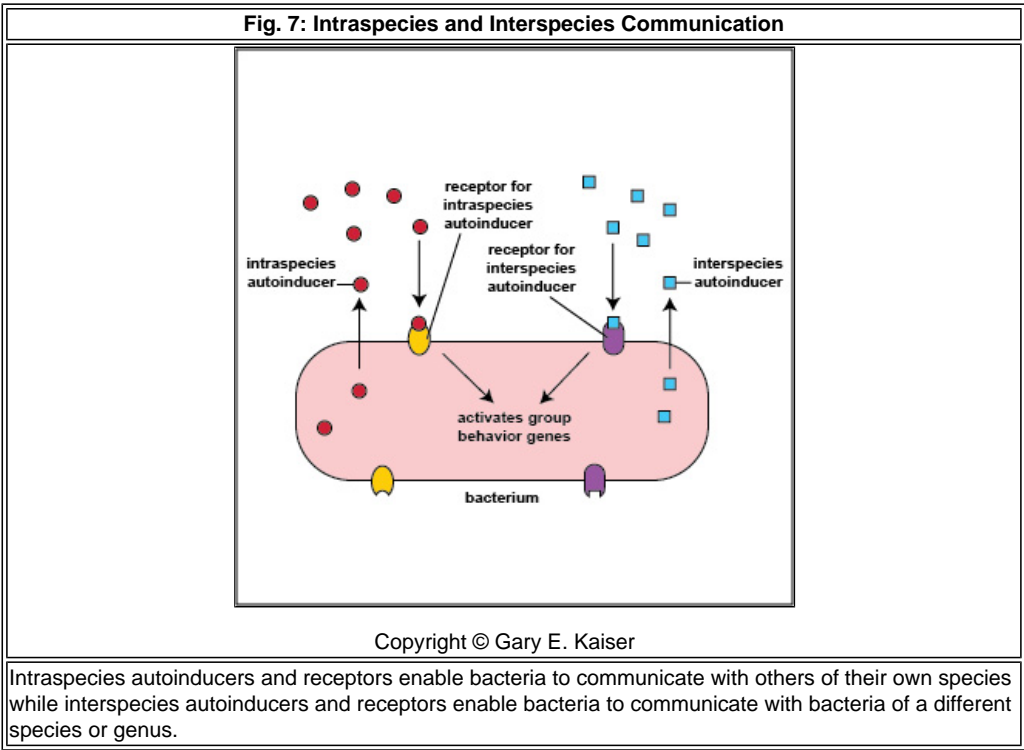 Fig. 7: Intraspecies and Interspecies Communication
receptor for
intraspecies
autoinducer
receptor for
interspecies
autoinducer
intraspecies
autoinducer
interspecies
autoinducer
activates group
behavior genes
bacterium
Copyright © Gary E. Kaiser
Intraspecies autoinducers and receptors enable bacteria to communicate with others of their own species
while interspecies autoinducers and receptors enable bacteria to communicate with bacteria of a different
species or genus.